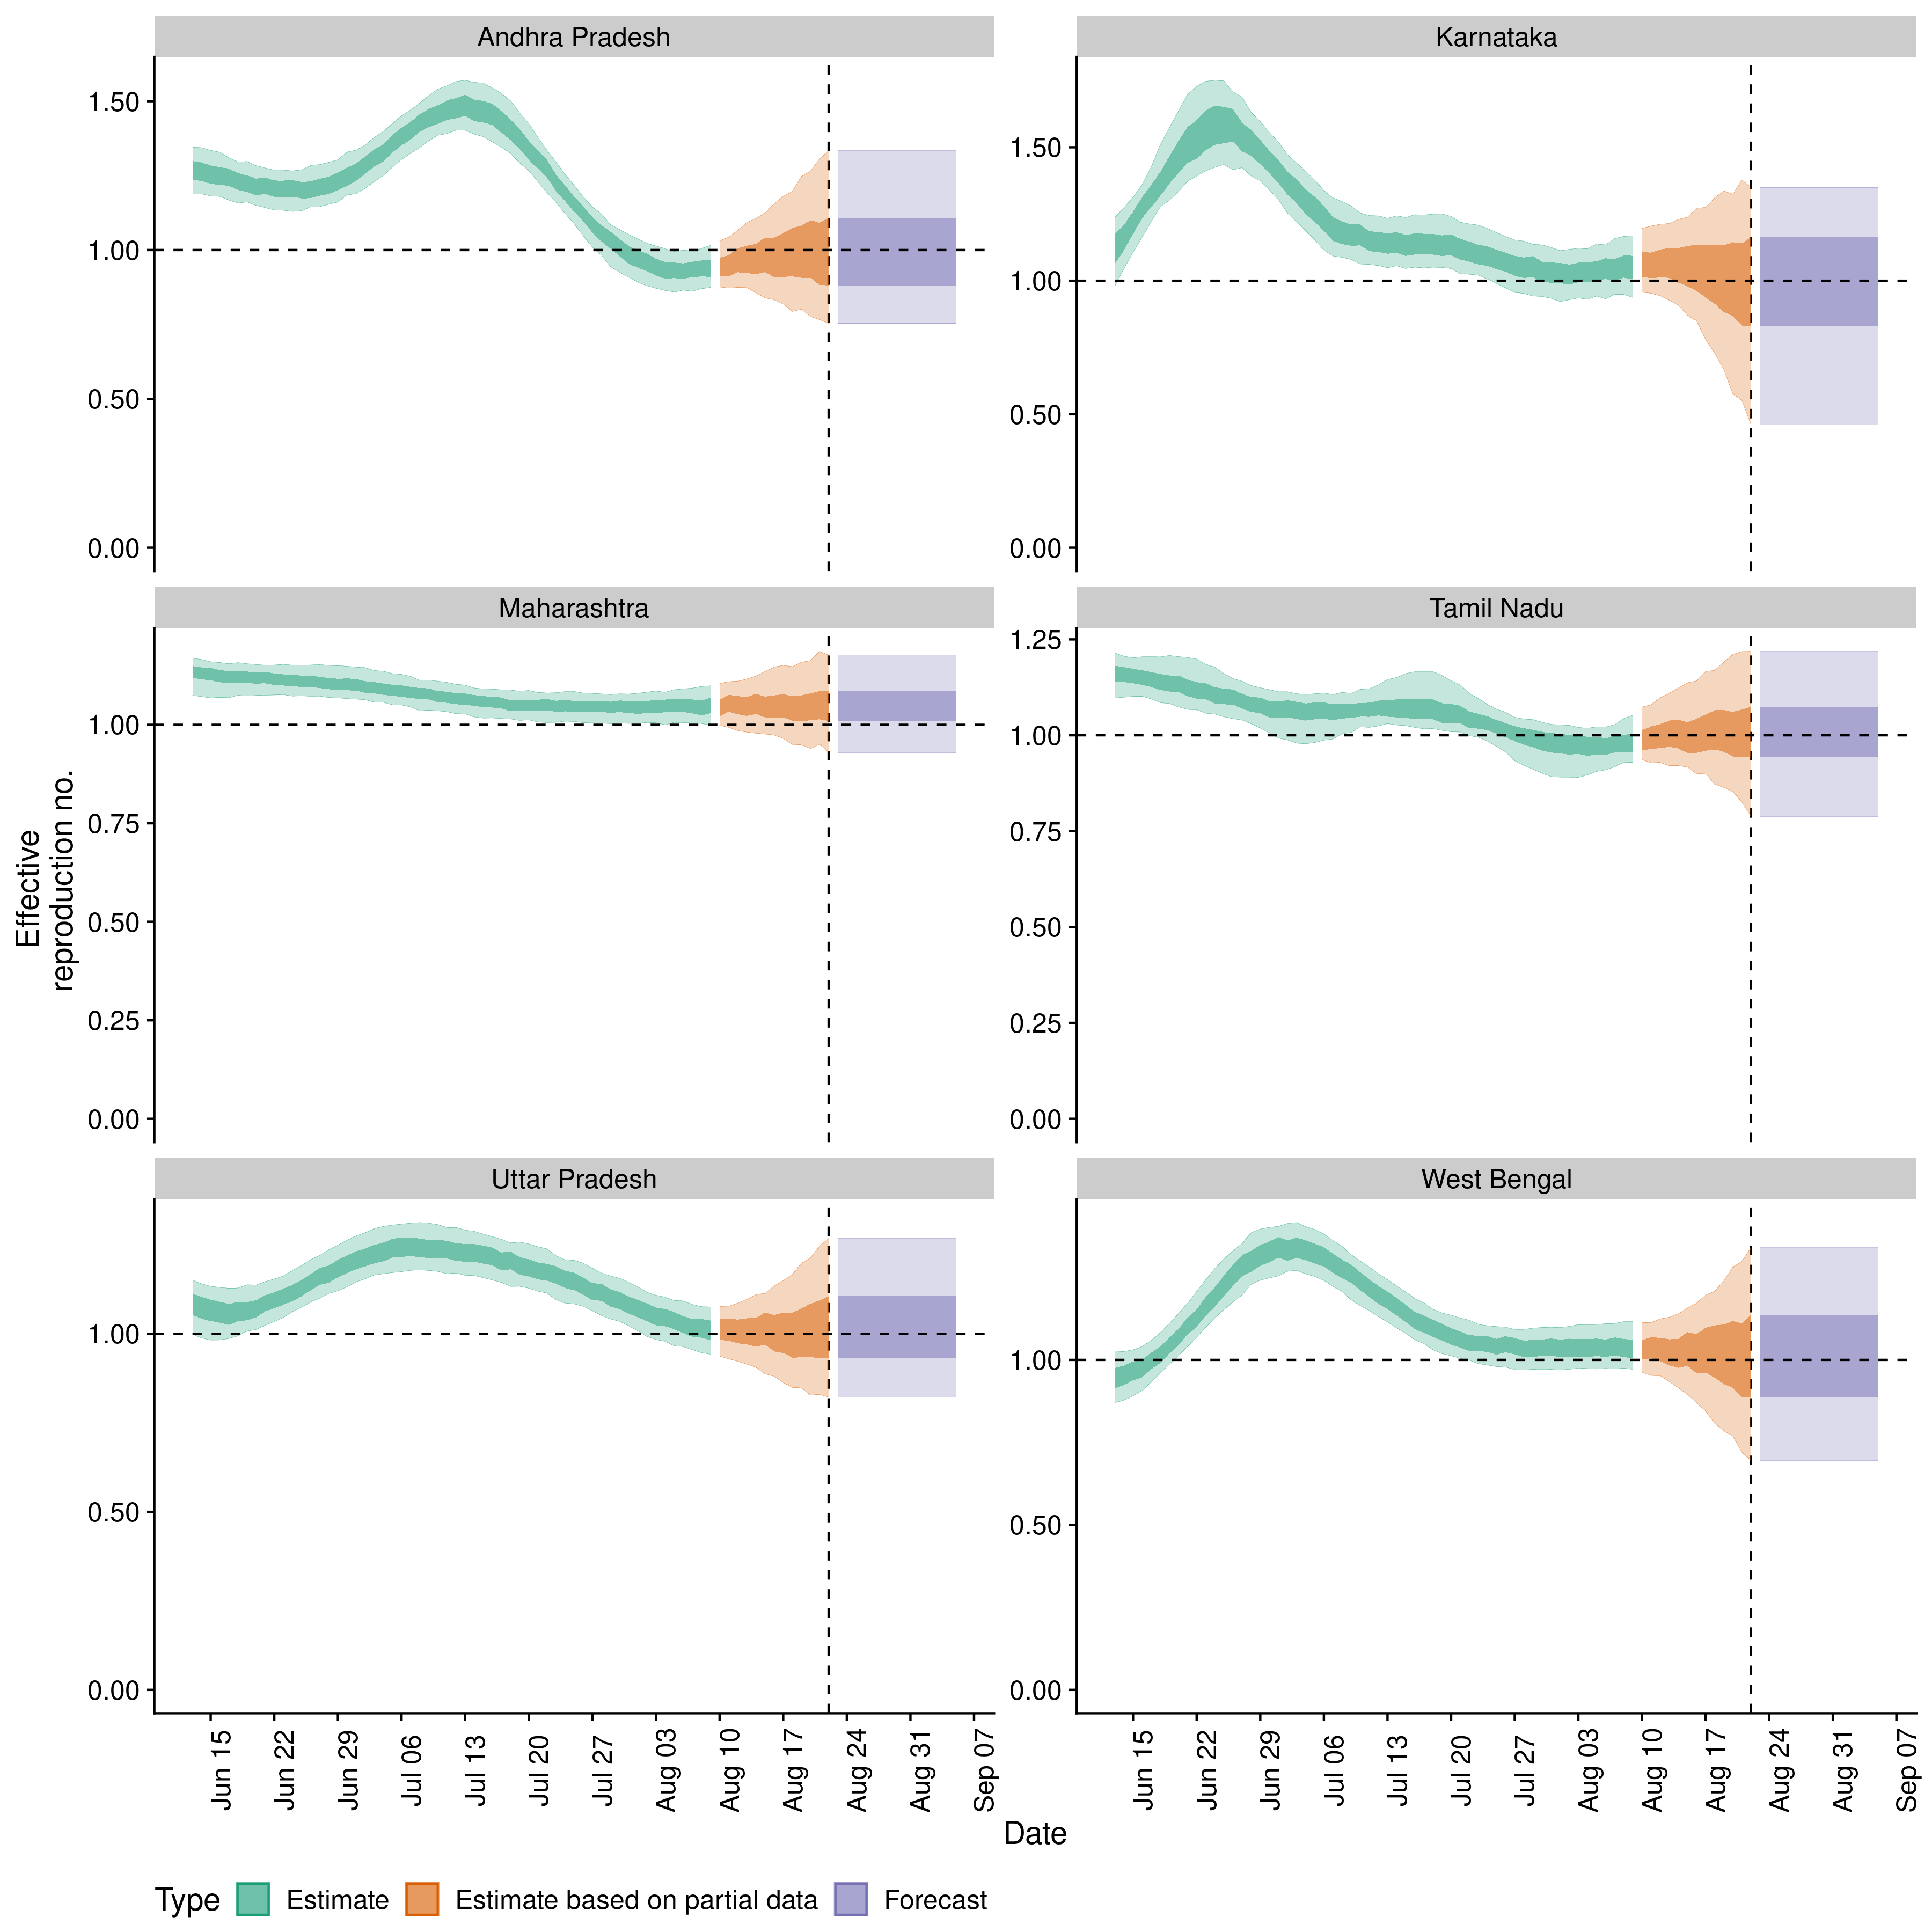 Andhra Pradesh
Karnataka
1.50
1.00
0.50
0.00
1.50
1.00
0.50
0.00
Maharashtra
Tamil Nadu
1.00
0.75
0.50
0.25
0.00
1.25
1.00
0.75
0.50
0.25
0.00
Effective
reproduction no.
Uttar Pradesh
West Bengal
1.00
0.50
0.00
1.00
0.50
0.00
Jun 15
Jun 22
Jun 29
Jul 06
Jul 13
Jul 20
Jul 27
Aug 03
Aug 10
Aug 17
Aug 24
Aug 31
Sep 07
Jun 15
Jun 22
Jun 29
Jul 06
Jul 13
Jul 20
Jul 27
Aug 03
Aug 10
Aug 17
Aug 24
Aug 31
Sep 07
Date
Type Estimate Estimate based on partial data Forecast